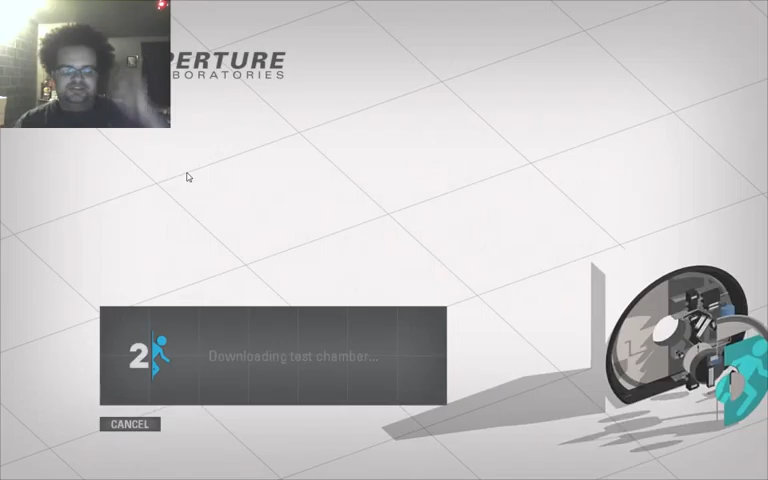 PERTURE
BORATORIES
2
Downloading test chamber...
CANCEL